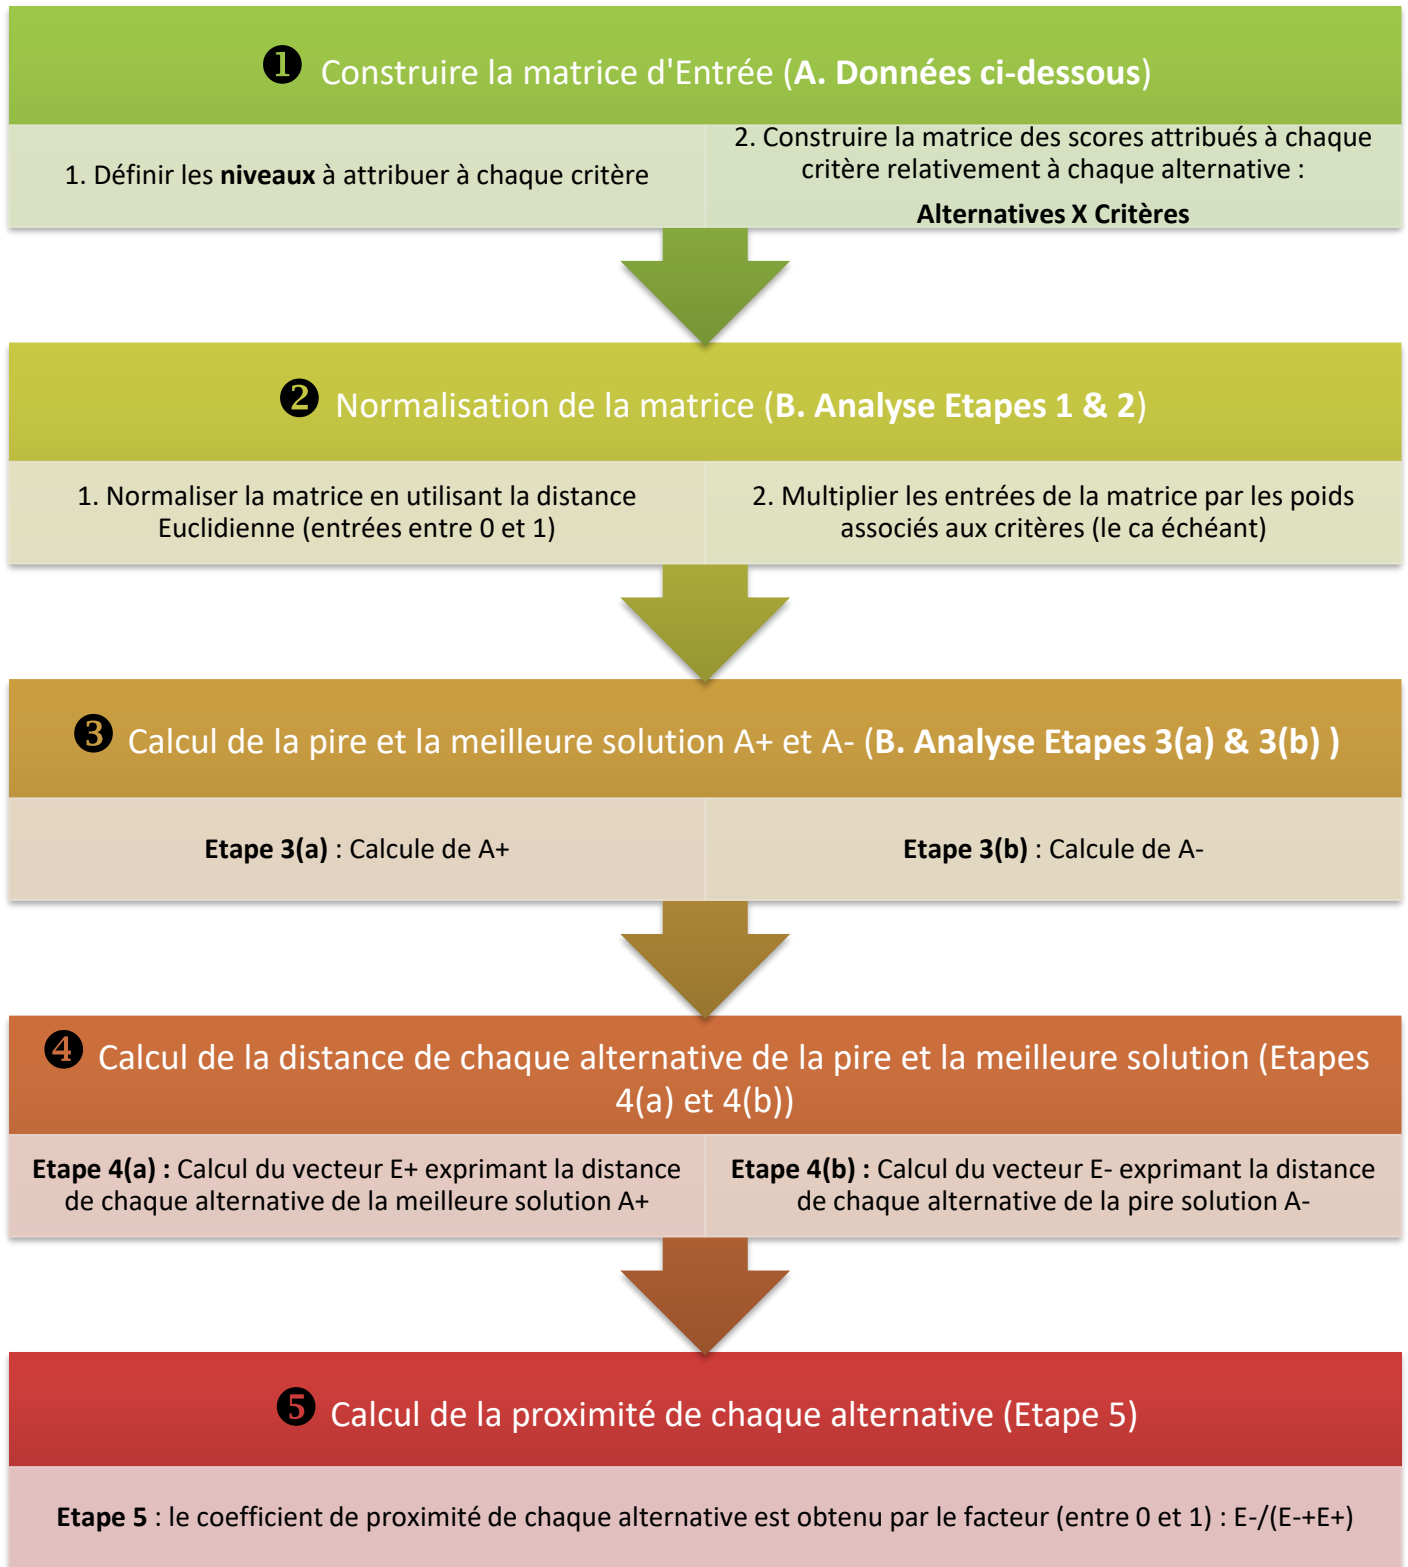 ❶ Construire la matrice d'Entrée (A. Données ci-dessous)
1. Définir les niveaux à attribuer à chaque critère
2. Construire la matrice des scores attribués à chaque
critère relativement à chaque alternative :
Alternatives X Critères
❷ Normalisation de la matrice (B. Analyse Etapes 1 & 2)
1. Normaliser la matrice en utilisant la distance
Euclidienne (entrées entre 0 et 1)
2. Multiplier les entrées de la matrice par les poids
associés aux critères (le ca échéant)
❸ Calcul de la pire et la meilleure solution A+ et A- (B. Analyse Etapes 3(a) & 3(b) )
Etape 3(a) : Calcule de A+
Etape 3(b) : Calcule de A-
❹ Calcul de la distance de chaque alternative de la pire et la meilleure solution (Etapes
4(a) et 4(b))
Etape 4(a) : Calcul du vecteur E+ exprimant la distance
de chaque alternative de la meilleure solution A+
Etape 4(b) : Calcul du vecteur E- exprimant la distance
de chaque alternative de la pire solution A-
❺ Calcul de la proximité de chaque alternative (Etape 5)
Etape 5 : le coefficient de proximité de chaque alternative est obtenu par le facteur (entre 0 et 1) : E-/(E-+E+)